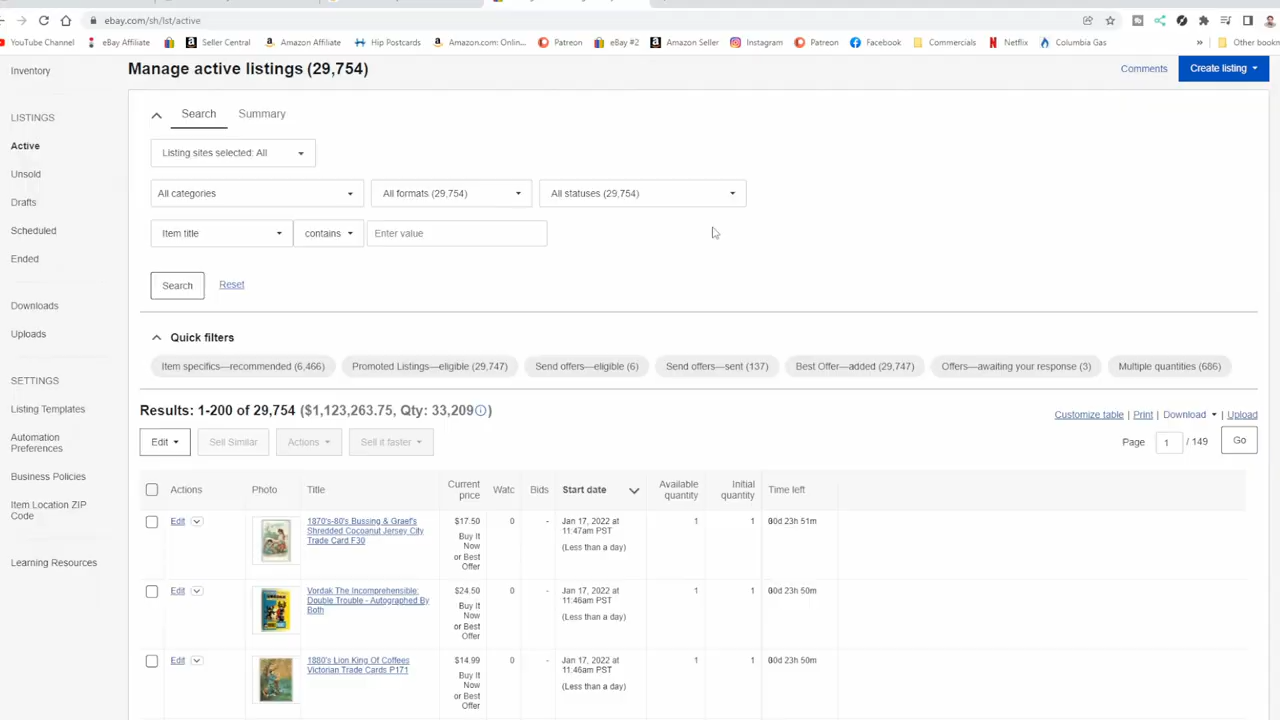 ebay.com/sh/lst/active
YouTube Channel eBay Affiliate Seller Central Amazon Affiliate Hip Postcards Amazon.com: Onli... Patreon eBay #2 Amazon Seller Instagram Patreon Facebook Commercials Netflix Columbia Gas » Other book
Inventory
LISTINGS
Active
Unsold
Drafts
Scheduled
Ended
Downloads
Uploads
SETTINGS
Listing Templates
Automation
Preferences
Business Policies
Item Location ZIP
Code
Learning Resources
Manage active listings (29,754)
Comments
Create listing
Search Summary
Listing sites selected: All
All categories All formats (29,754) All statuses (29,754)
Item title contains Enter value
Search Reset
Quick filters
Item specifics—recommended (6,466) Promoted Listings—eligible (29,747) Send offers—eligible (6) Send offers—sent (137) Best Offer—added (29,747) Offers—awaiting your response (3) Multiple quantities (686)
Results: 1-200 of 29,754 ($1,123,263.75, Qty: 33,209)
Customize table | Print | Download | Upload
Edit Sell Similar Actions Sell it faster
Page 1 / 149 Go
Actions Photo Title Current price Watc Bids Start date Available quantity Initial quantity Time left
Edit
1870's-80's Bussing & Graef's
Shredded Cocoanut Jersey City
Trade Card F30
$17.50
Buy It
Now
or Best
Offer
0 -
Jan 17, 2022 at
11:47am PST
(Less than a day)
1 1
00d 23h 51m
Edit
Vordak The Incomprehensible:
Double Trouble - Autographed By
Both
$24.50
Buy It
Now
or Best
Offer
0 -
Jan 17, 2022 at
11:46am PST
(Less than a day)
1 1
00d 23h 50m
Edit
1880's Lion King Of Coffees
Victorian Trade Cards P171
$14.99
Buy It
Now
or Best
Offer
0 -
Jan 17, 2022 at
11:46am PST
(Less than a day)
1 1
00d 23h 50m